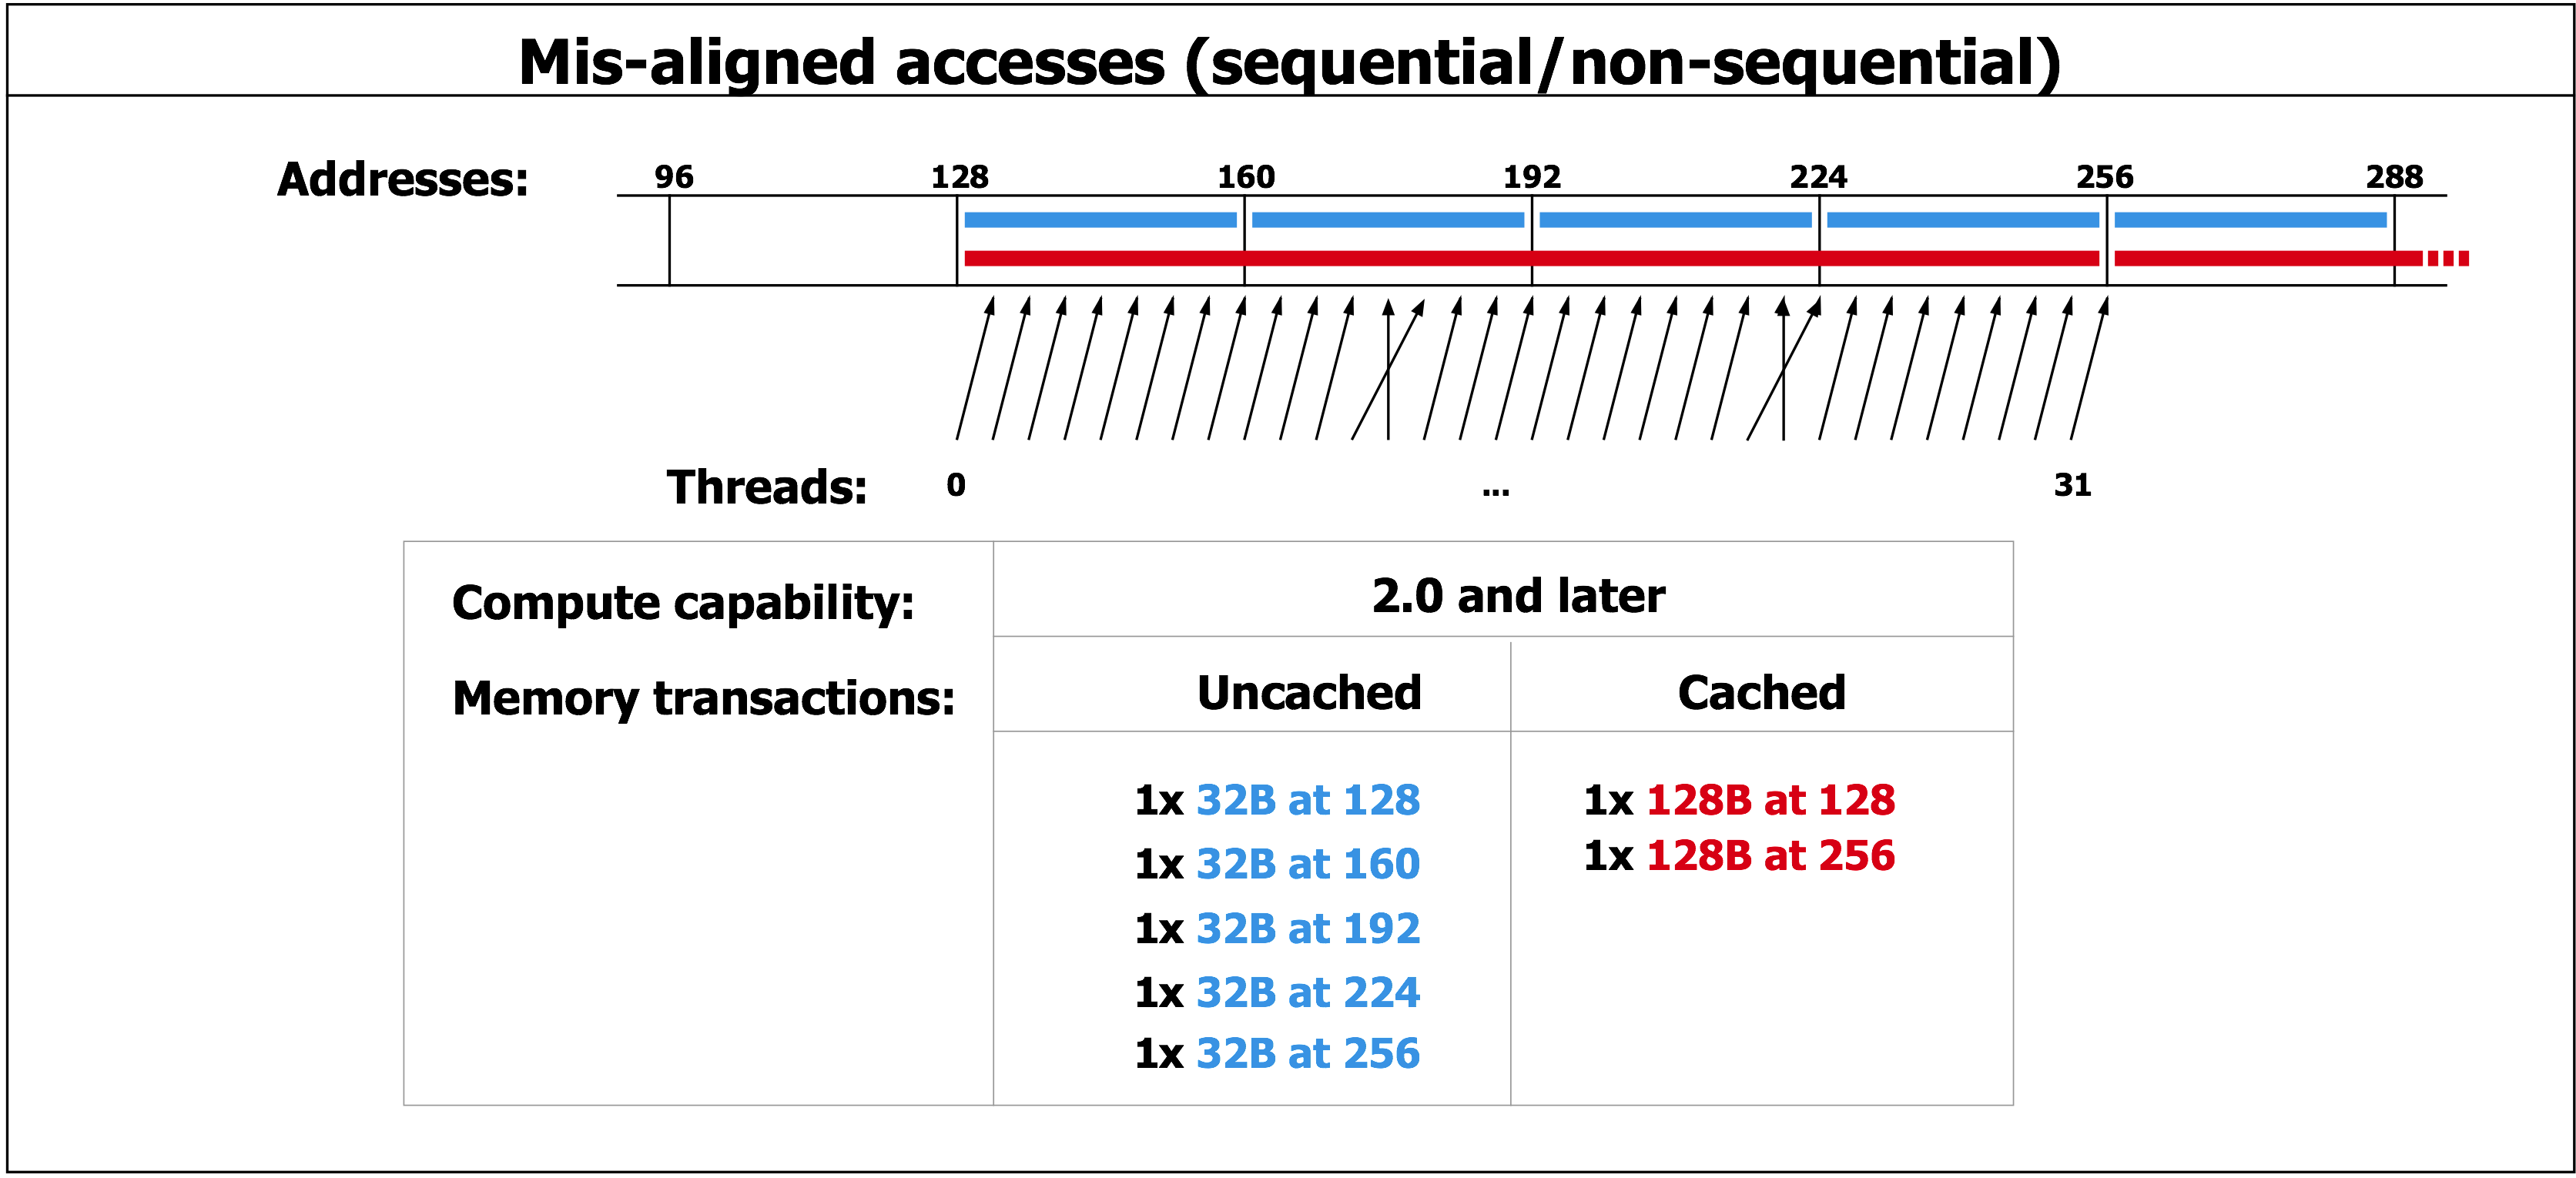 Mis-aligned accesses (sequential/non-sequential)
Addresses: 96 128 160 192 224 256 288
Threads: 0 ... 31
Compute capability: 2.0 and later
Memory transactions: Uncached Cached
1x 32B at 128 1x 128B at 128
1x 32B at 160 1x 128B at 256
1x 32B at 192
1x 32B at 224
1x 32B at 256